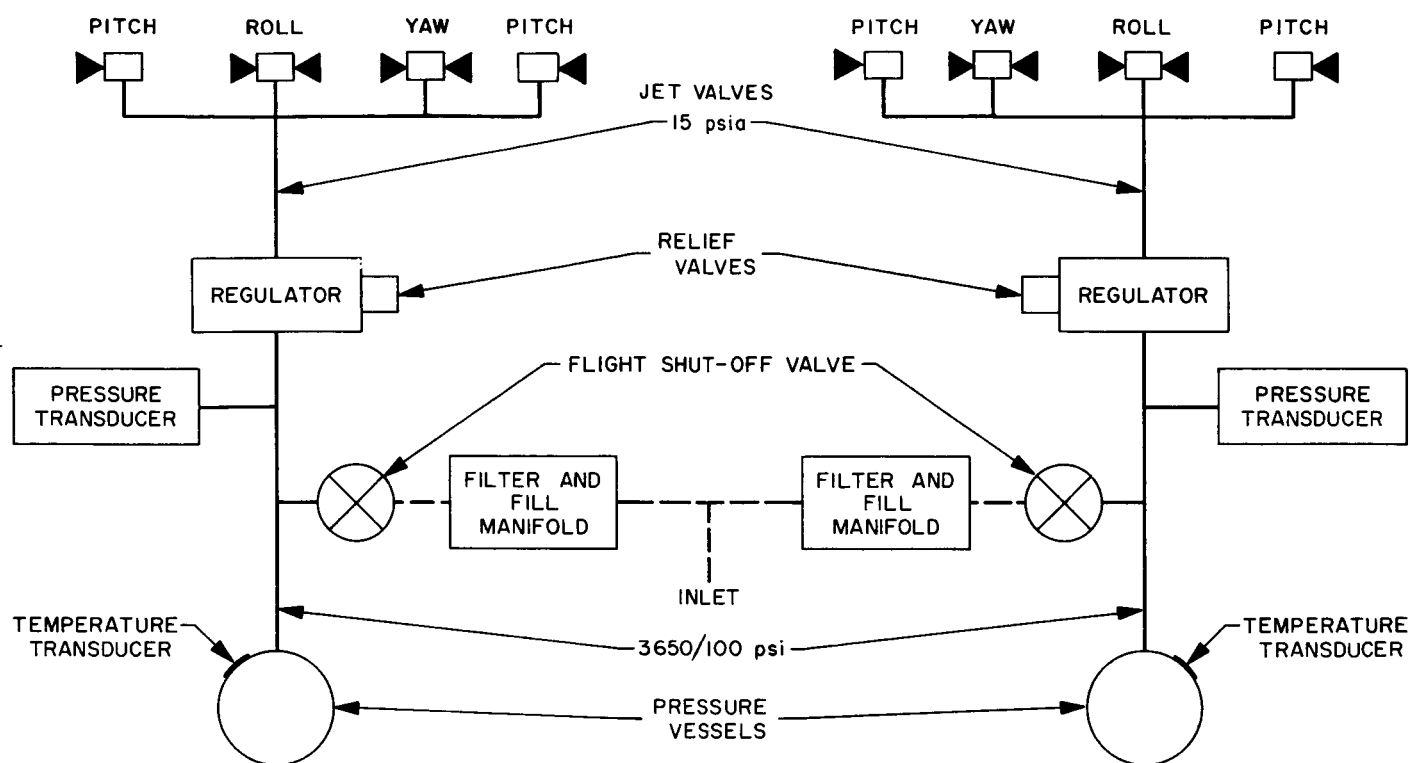 PITCH ROLL YAW PITCH PITCH YAW ROLL PITCH
JET VALVES
15 psia
RELIEF
VALVES
REGULATOR REGULATOR
FLIGHT SHUT-OFF VALVE
PRESSURE
TRANSDUCER
PRESSURE
TRANSDUCER
FILTER AND
FILL
MANIFOLD
FILTER AND
FILL
MANIFOLD
INLET
TEMPERATURE
TRANSDUCER
3650/100 psi
TEMPERATURE
TRANSDUCER
PRESSURE
VESSELS